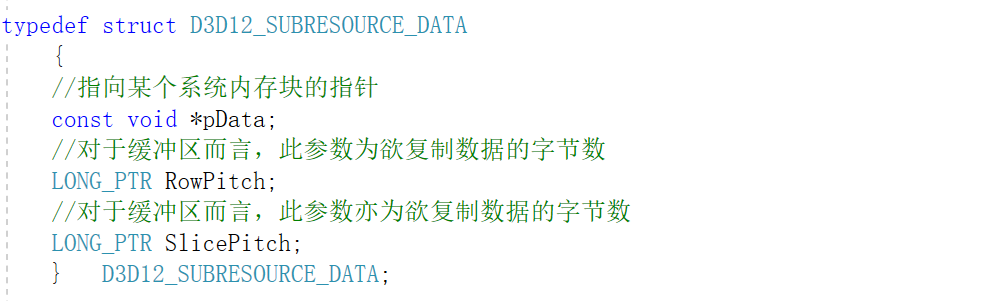 typedef struct D3D12_SUBRESOURCE_DATA
{
//指向某个系统内存块的指针
const void *pData;
//对于缓冲区而言，此参数为欲复制数据的字节数
LONG_PTR RowPitch;
//对于缓冲区而言，此参数亦为欲复制数据的字节数
LONG_PTR SlicePitch;
} D3D12_SUBRESOURCE_DATA;